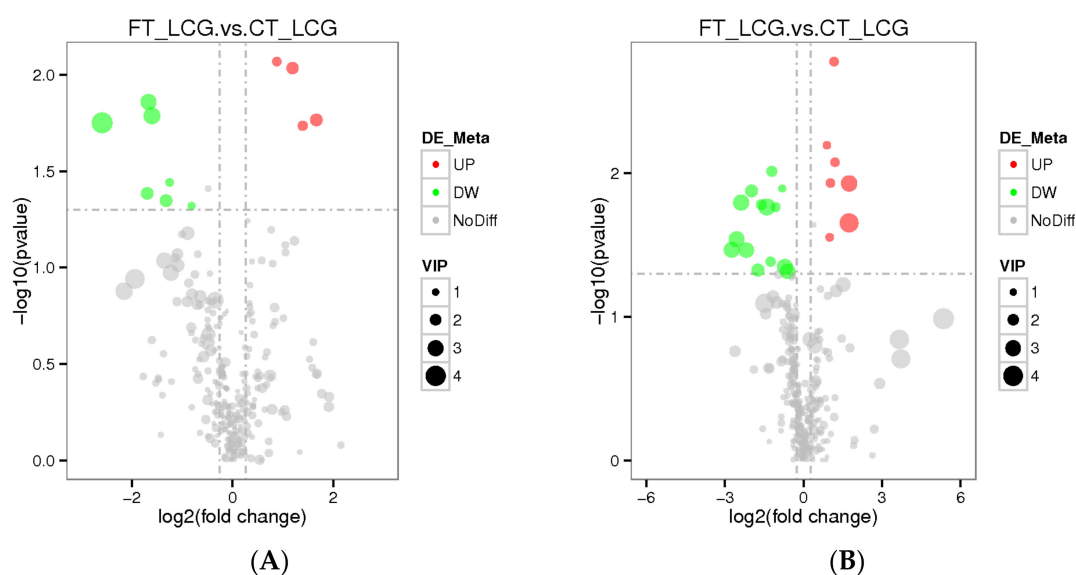 FT_LCG.vs.CT_LCG
2.0
1.5
1.0
0.5
0.0
−log10(pvalue)
−2
0
2
log2(fold change)
DE_Meta
UP
DW
NoDiff
VIP
1
2
3
4
(A)
FT_LCG.vs.CT_LCG
2
1
0
−log10(pvalue)
−6
−3
0
3
6
log2(fold change)
DE_Meta
UP
DW
NoDiff
VIP
1
2
3
4
(B)